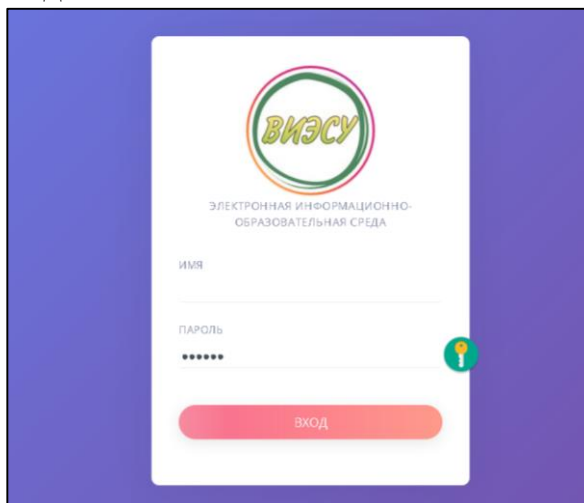 ВИЭСУ
ЭЛЕКТРОННАЯ ИНФОРМАЦИОННО-
ОБРАЗОВАТЕЛЬНАЯ СРЕДА
ИМЯ
ПАРОЛЬ
••••••
ВХОД